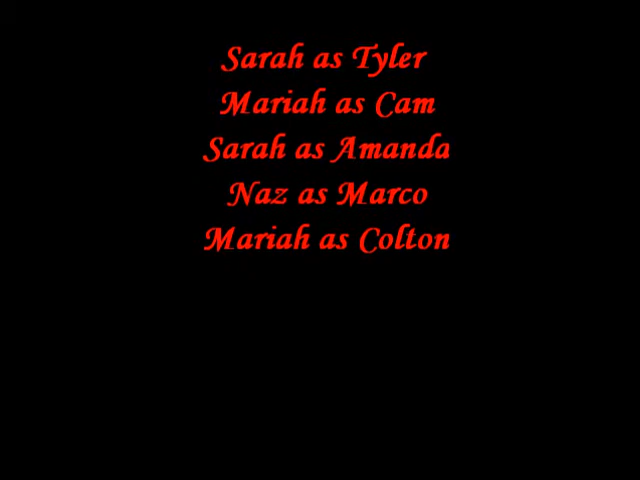 Sarah as Tyler
Mariah as Cam
Sarah as Amanda
Naz as Marco
Mariah as Colton